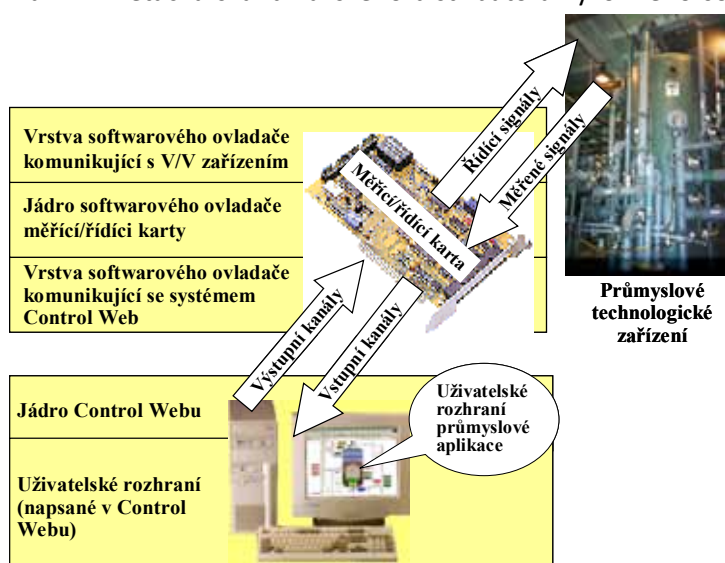 Vrstva softwarového ovladače
komunikující s V/V zařízením
Jádro softwarového ovladače
měřící/řídíci karty
Vrstva softwarového ovladače
komunikující se systémem
Control Web
Měřící/řídíci karta
Řídící signály
Měřené signály
Průmyslové
technologické
zařízení
Výstupní kanály
Vstupní kanály
Jádro Control Webu
Uživatelské rozhraní
(napsané v Control
Webu)
Uživatelské
rozhraní
průmyslové
aplikace